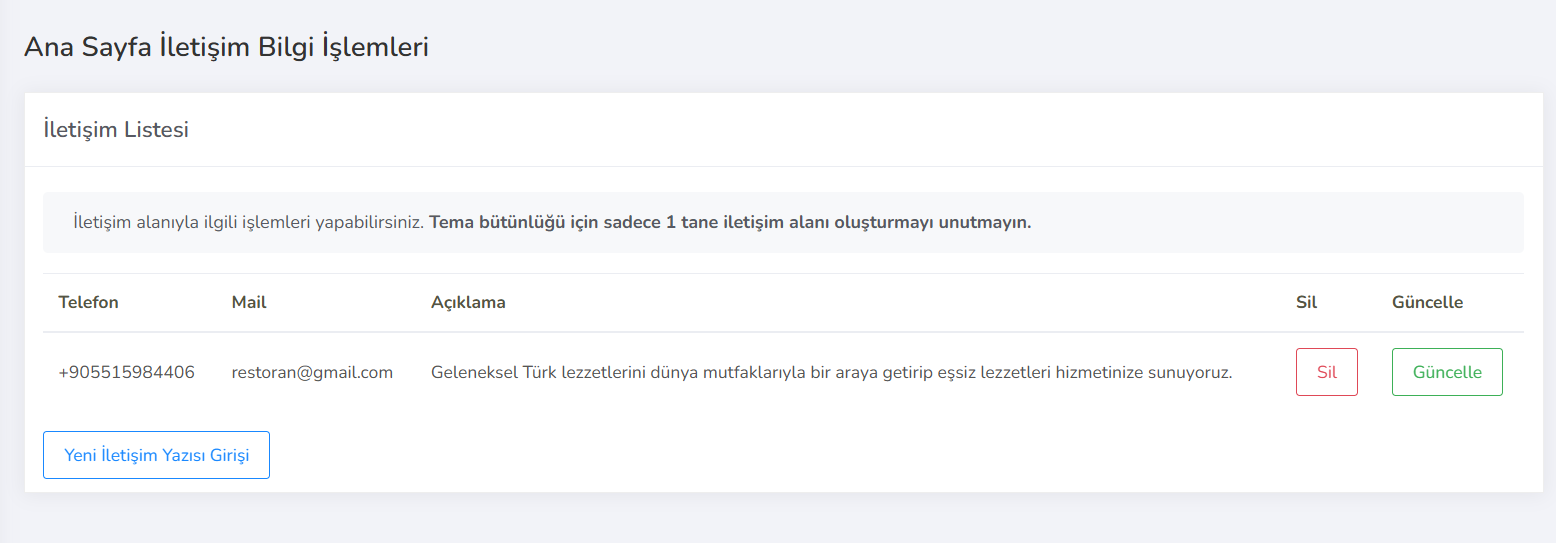 Ana Sayfa İletişim Bilgi İşlemleri
İletişim Listesi
İletişim alanıyla ilgili işlemleri yapabilirsiniz. Tema bütünlüğü için sadece 1 tane iletişim alanı oluşturmayı unutmayın.
Telefon Mail Açıklama Sil Güncelle
+905515984406 restoran@gmail.com Geleneksel Türk lezzetlerini dünya mutfaklarıyla bir araya getirip eşsiz lezzetleri hizmetinize sunuyoruz. Sil Güncelle
Yeni İletişim Yazısı Girişi